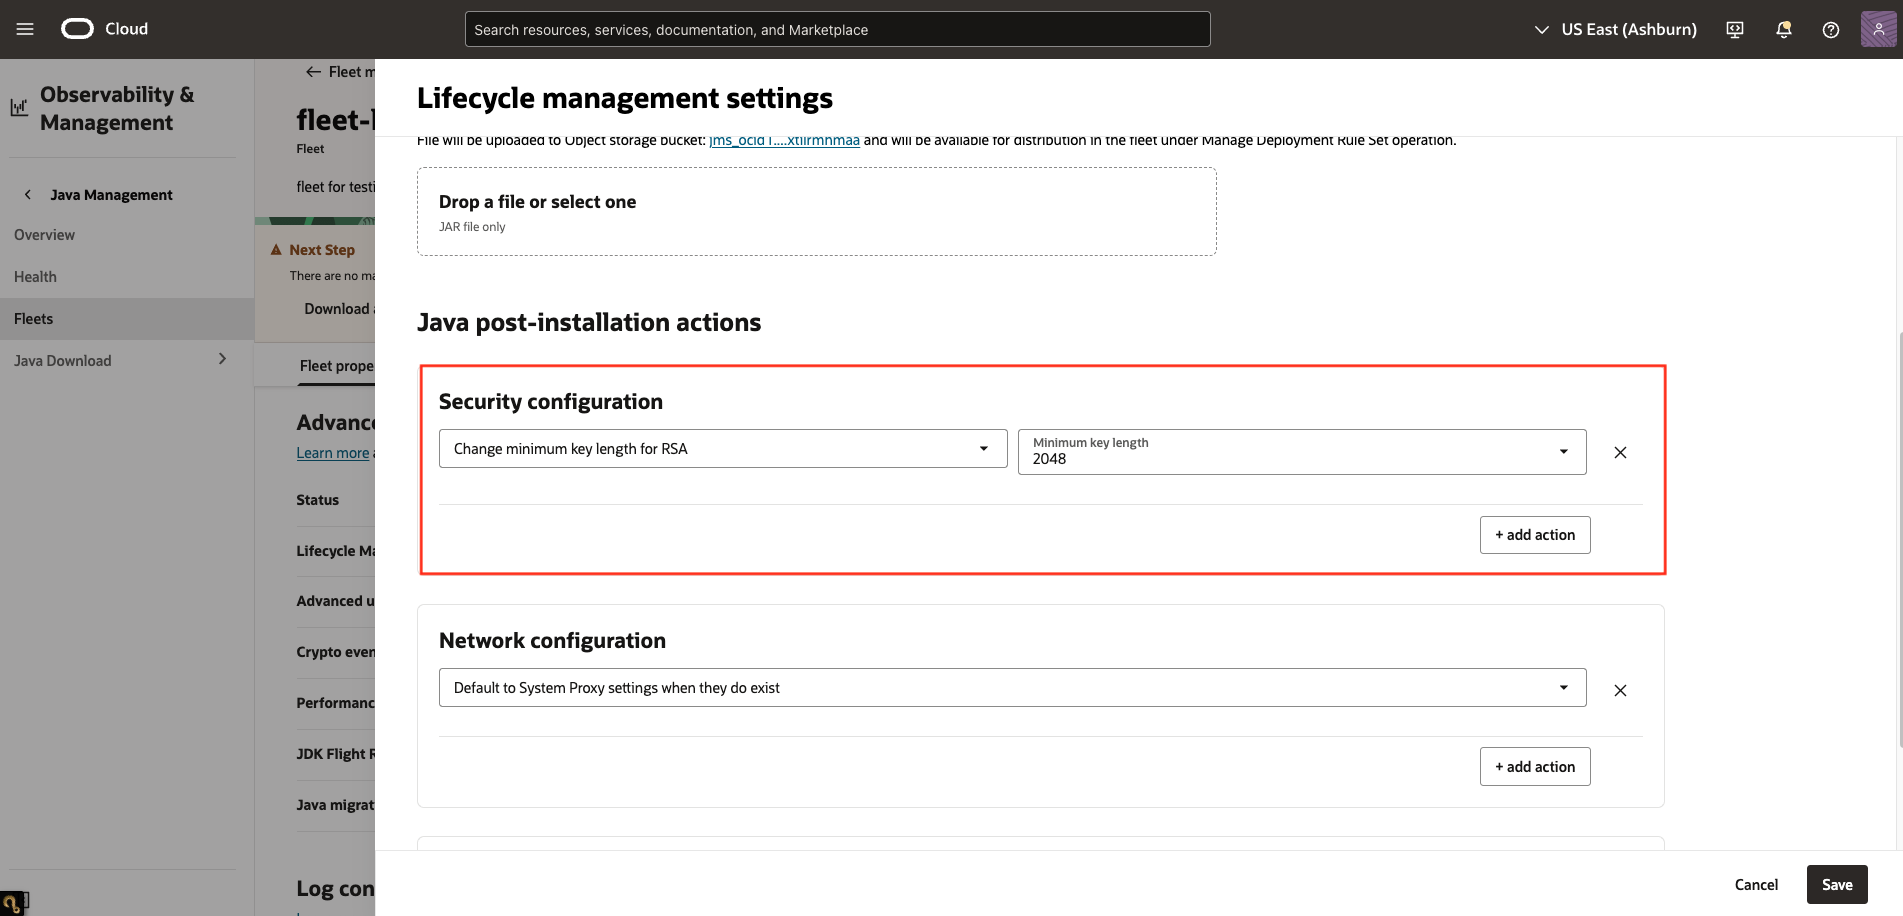 Cloud
Search resources, services, documentation, and Marketplace
US East (Ashburn)
Observability &
Management
Java Management
Overview
Health
Fleets
Java Download
Fleet m
fleet-l
Fleet
fleet for testi
Next Step
There are no ma
Download a
Fleet prope
Advanc
Learn more a
Status
Lifecycle Ma
Advanced u
Crypto even
Performanc
JDK Flight R
Java migrat
Log con
Lifecycle management settings
File will be uploaded to Object storage bucket: jms_ocid1....xtlirmhmaa and will be available for distribution in the fleet under Manage Deployment Rule Set operation.
Drop a file or select one
JAR file only
Java post-installation actions
Security configuration
Change minimum key length for RSA
Minimum key length
2048
+ add action
Network configuration
Default to System Proxy settings when they do exist
+ add action
Cancel
Save